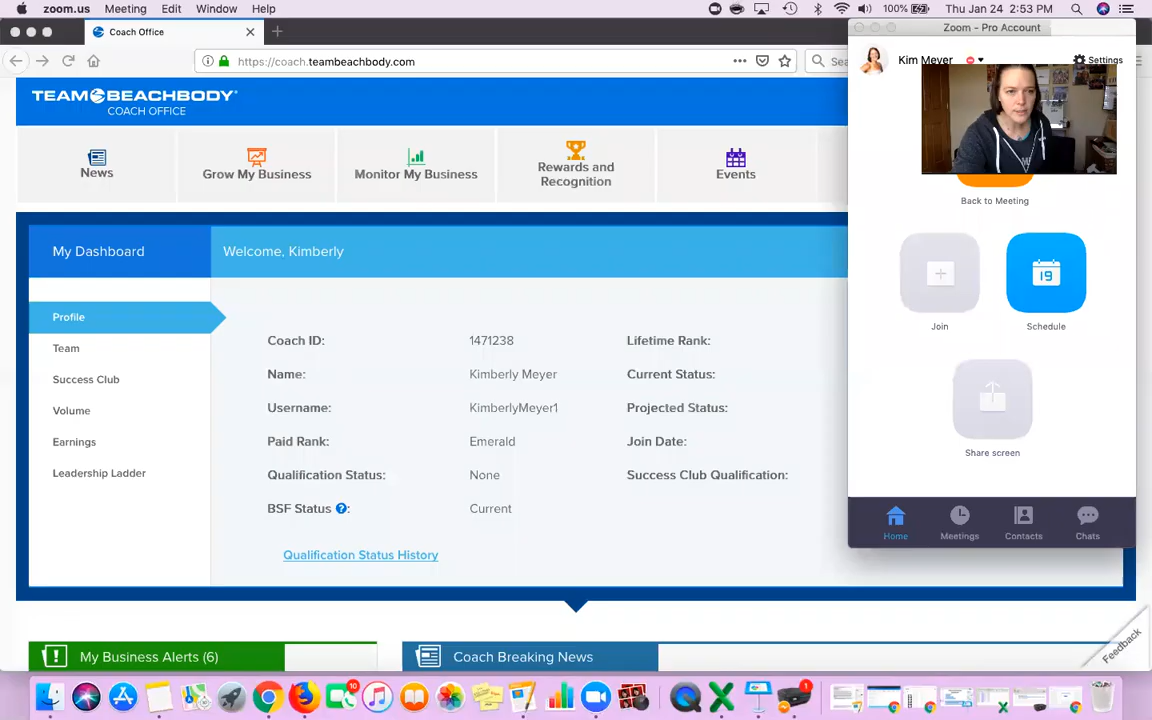 zoom.us Meeting Edit Window Help
100% Thu Jan 24 2:53 PM
Coach Office
https://coach.teambeachbody.com
Sea
Zoom - Pro Account
Kim Meyer
Settings
TEAM BEACHBODY
COACH OFFICE
News
Grow My Business
Monitor My Business
Rewards and
Recognition
Events
Back to Meeting
My Dashboard
Welcome, Kimberly
Profile
Team
Success Club
Volume
Earnings
Leadership Ladder
Coach ID: 1471238 Lifetime Rank:
Name: Kimberly Meyer Current Status:
Username: KimberlyMeyer1 Projected Status:
Paid Rank: Emerald Join Date:
Qualification Status: None Success Club Qualification:
BSF Status ?: Current
Qualification Status History
19
Join
Schedule
Share screen
Home
Meetings
Contacts
Chats
My Business Alerts (6)
Coach Breaking News
Feedback
10
1